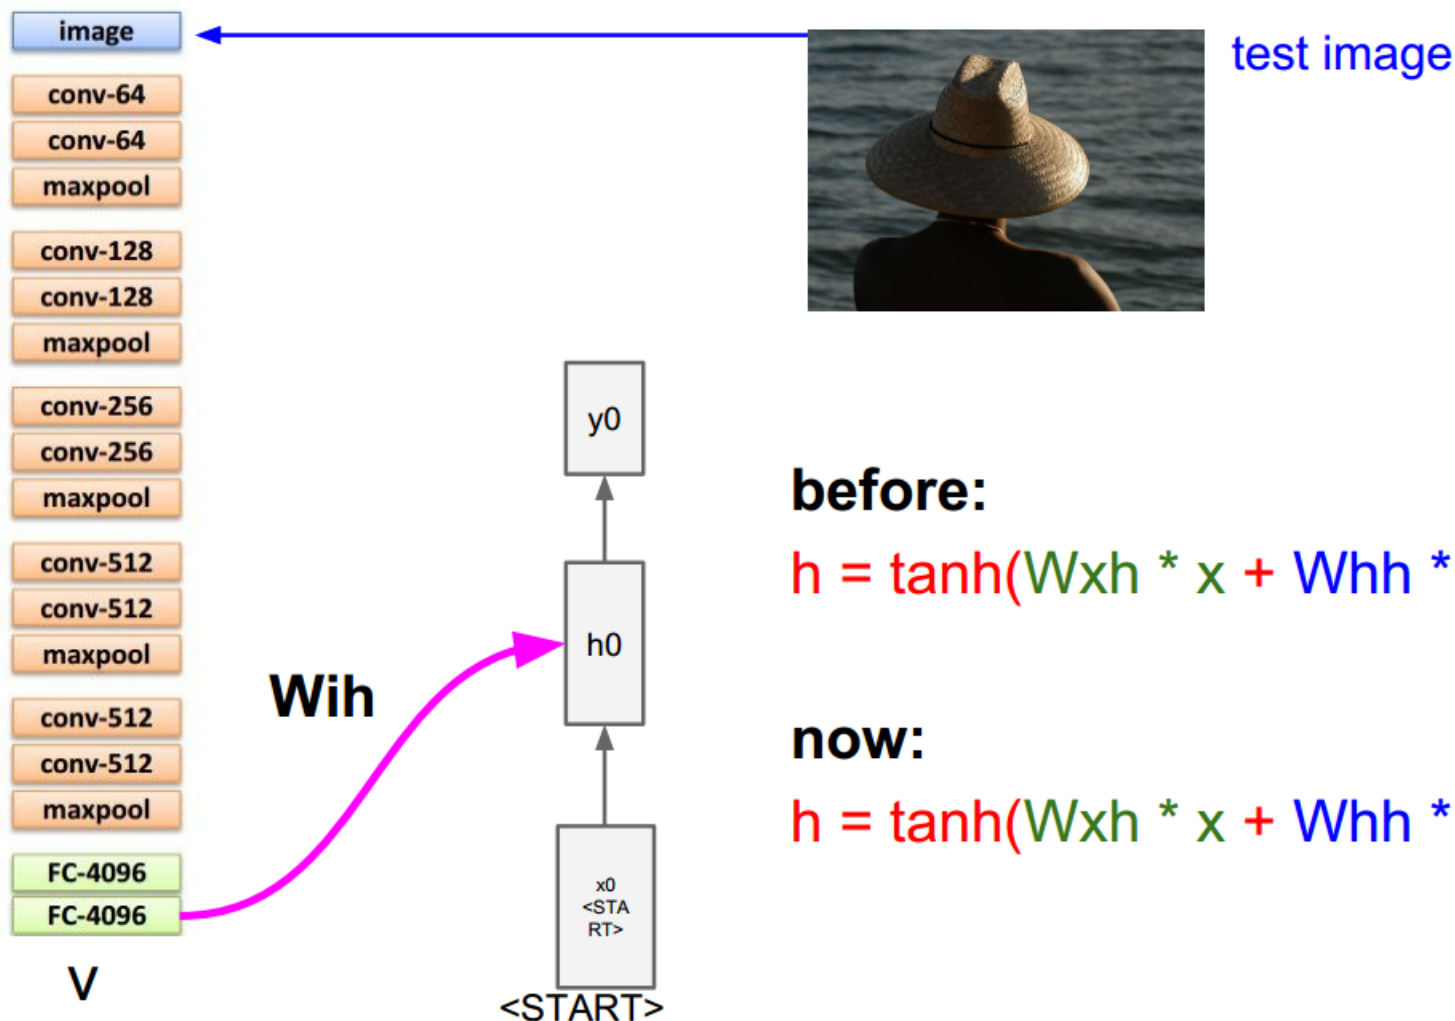 image
test image
conv-64
conv-64
maxpool
conv-128
conv-128
maxpool
conv-256
conv-256
maxpool
conv-512
conv-512
maxpool
conv-512
conv-512
maxpool
FC-4096
FC-4096
v
Wih
y0
h0
x0
<STA
RT>
<START>
before:
h = tanh(Wxh * x + Whh *
now:
h = tanh(Wxh * x + Whh *